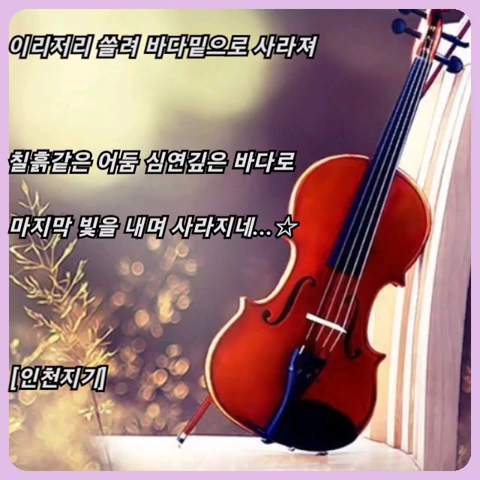 이리저리 쓸려 바다밑으로 사라져
칠흙같은 어둠 심연깊은 바다로
마지막 빛을 내며 사라지네...☆
[인천지기]